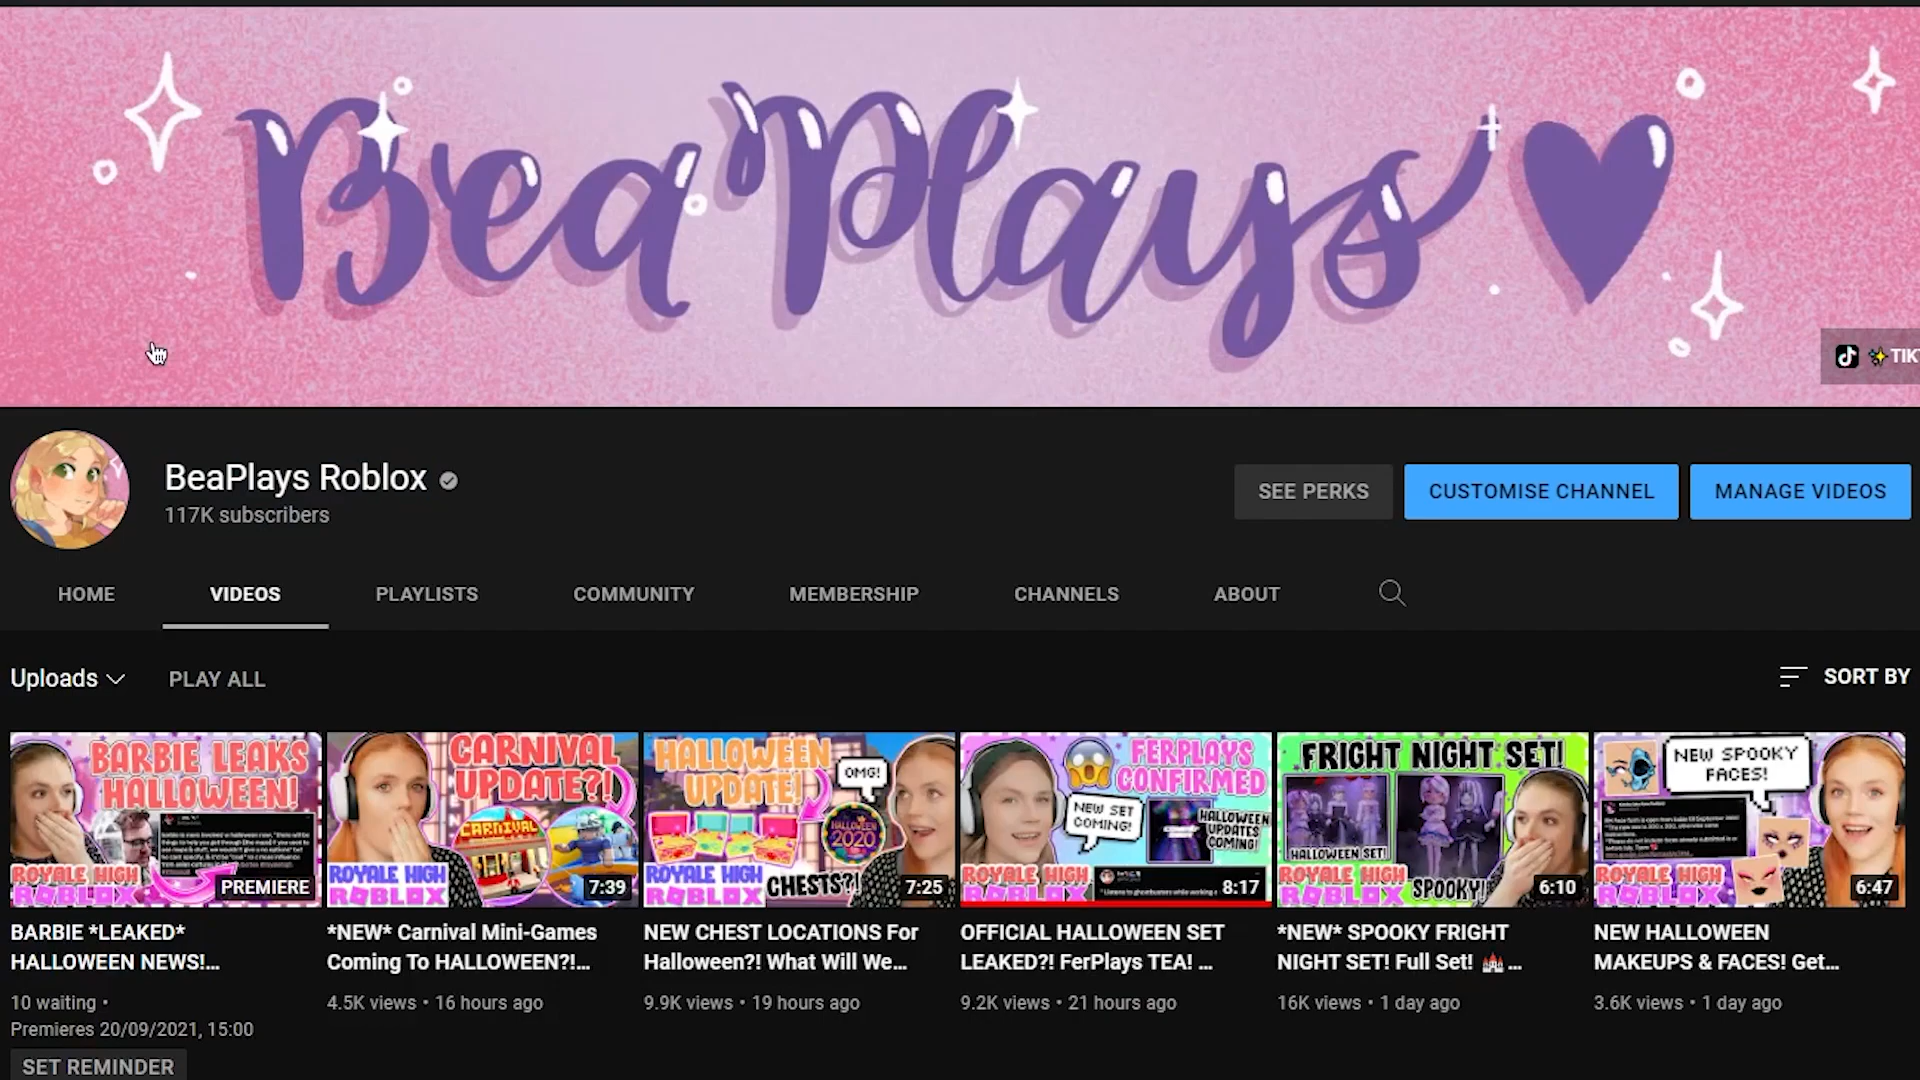 BeaPlays
TIK
BeaPlays Roblox
117K subscribers
SEE PERKS
CUSTOMISE CHANNEL
MANAGE VIDEOS
HOME
VIDEOS
PLAYLISTS
COMMUNITY
MEMBERSHIP
CHANNELS
ABOUT
Uploads
PLAY ALL
SORT BY
BARBIE LEAKS
HALLOWEEN!
ROYALE HIGH
ROBLOX
PREMIERE
CARNIVAL
UPDATE?!
CARNIVAL
ROYALE HIGH
ROBLOX
7:39
HALLOWEEN
UPDATE!
OMG!
HALLOWEEN
2020
ROYALE HIGH
ROBLOX
CHESTS?!
7:25
FERPLAYS
CONFIRMED
NEW SET
COMING!
HALLOWEEN
UPDATES
COMING!
ROYALE HIGH
ROBLOX
8:17
FRIGHT NIGHT SET!
HALLOWEEN SET!
ROYALE HIGH
ROBLOX
SPOOKY!
6:10
NEW SPOOKY
FACES!
ROYALE HIGH
ROBLOX
6:47
BARBIE *LEAKED*
HALLOWEEN NEWS!...
10 waiting •
Premieres 20/09/2021, 15:00
SET REMINDER
*NEW* Carnival Mini-Games
Coming To HALLOWEEN?!...
4.5K views • 16 hours ago
NEW CHEST LOCATIONS For
Halloween?! What Will We...
9.9K views • 19 hours ago
OFFICIAL HALLOWEEN SET
LEAKED?! FerPlays TEA! ...
9.2K views • 21 hours ago
*NEW* SPOOKY FRIGHT
NIGHT SET! Full Set! 🏰 ...
16K views • 1 day ago
NEW HALLOWEEN
MAKEUPS & FACES! Get...
3.6K views • 1 day ago